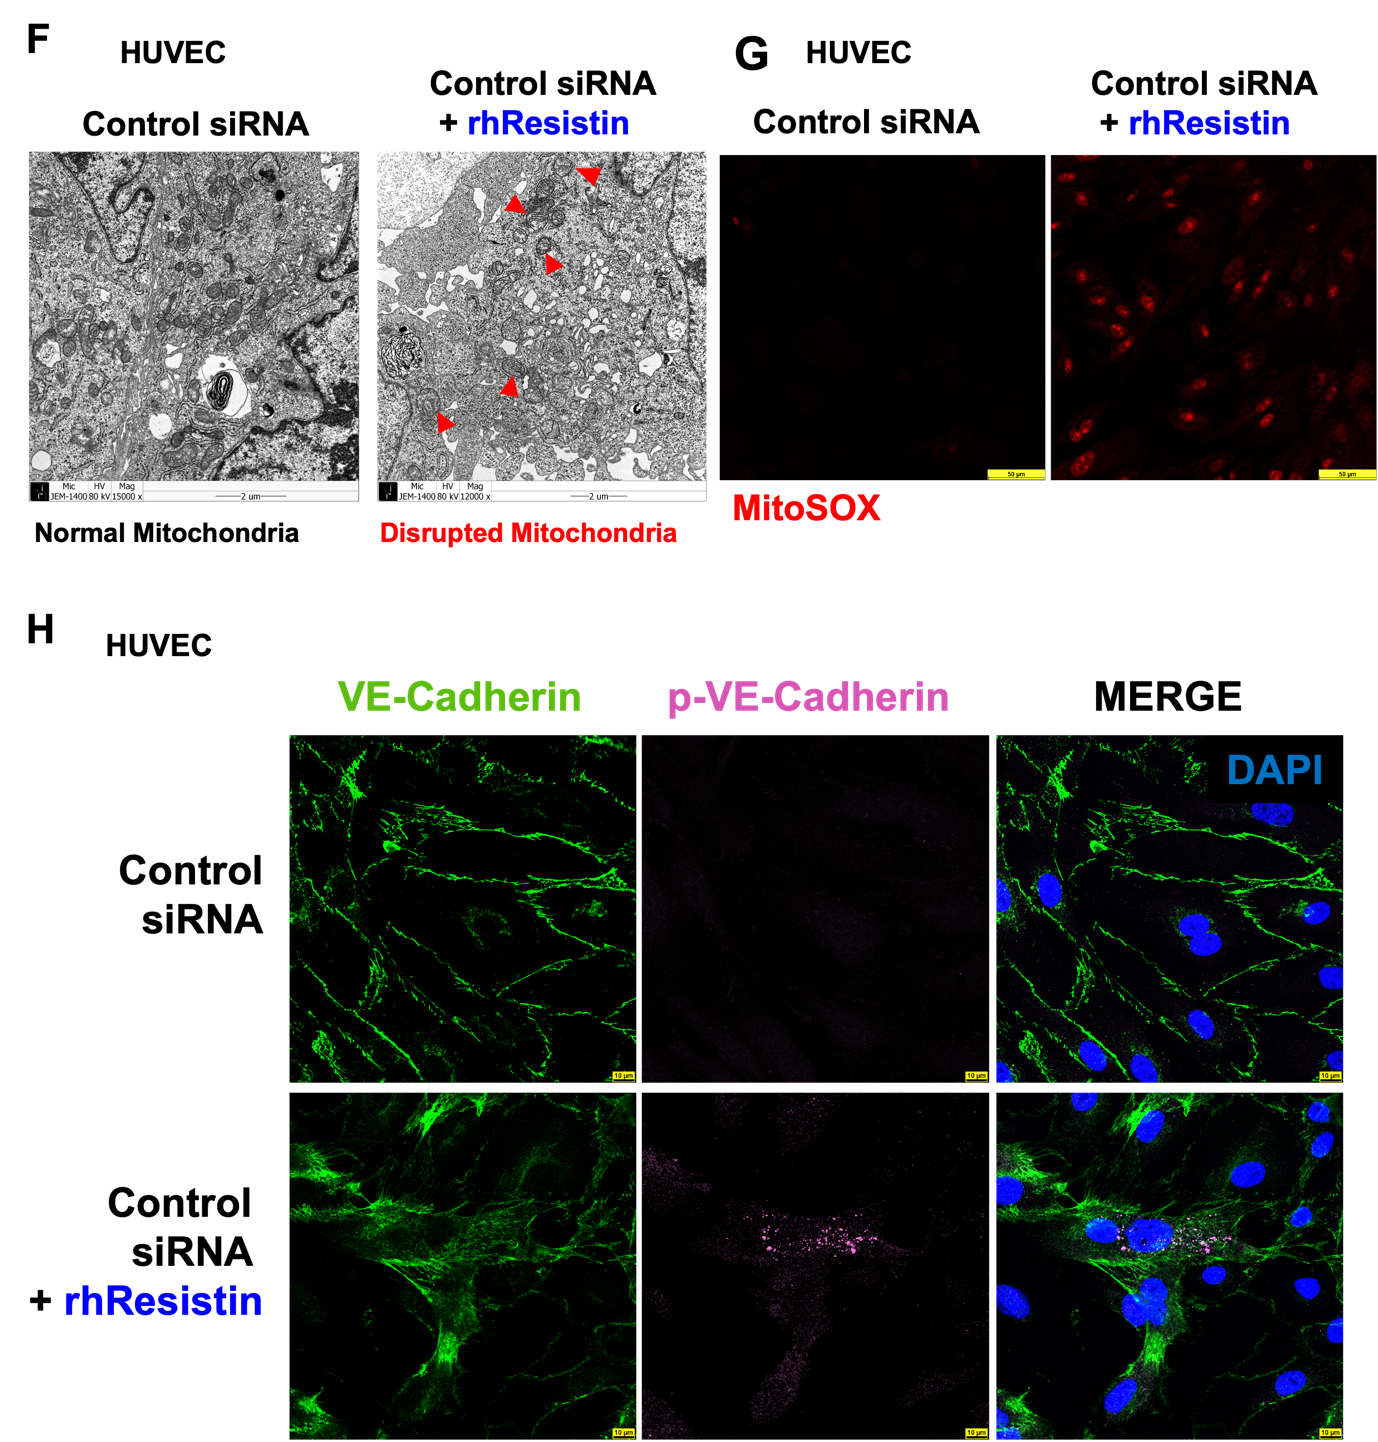 F
HUVEC
Control siRNA
Control siRNA
+ rhResistin
Mic HV Mag
JEM-1400 80 kV 15000 x
2 um
Mic HV Mag
JEM-1400 80 kV 12000 x
2 um
Normal Mitochondria
Disrupted Mitochondria
G
HUVEC
Control siRNA
Control siRNA
+ rhResistin
50 µm
50 µm
MitoSOX
H
HUVEC
VE-Cadherin
p-VE-Cadherin
MERGE
DAPI
Control
siRNA
10 µm
10 µm
10 µm
Control
siRNA
+ rhResistin
10 µm
10 µm
10 µm